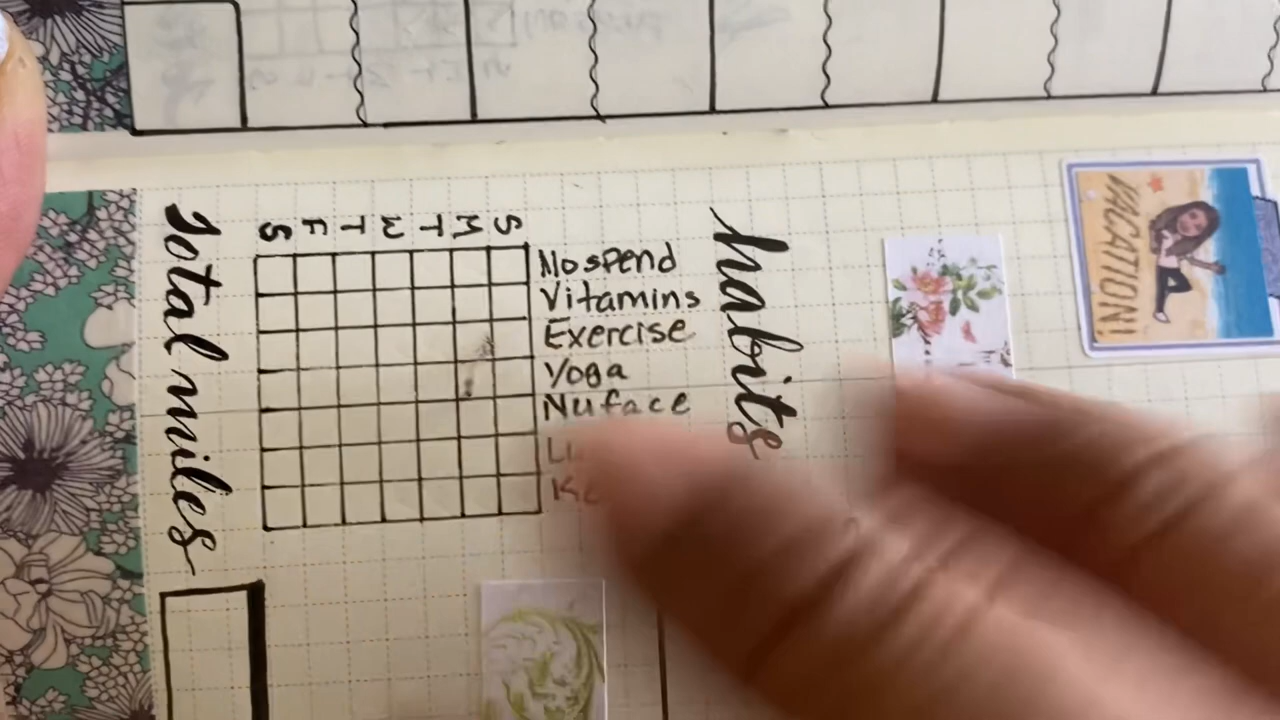 habits
S M T W T F S
No spend
Vitamins
Exercise
Yoga
Nuface
Total miles
VACATION!